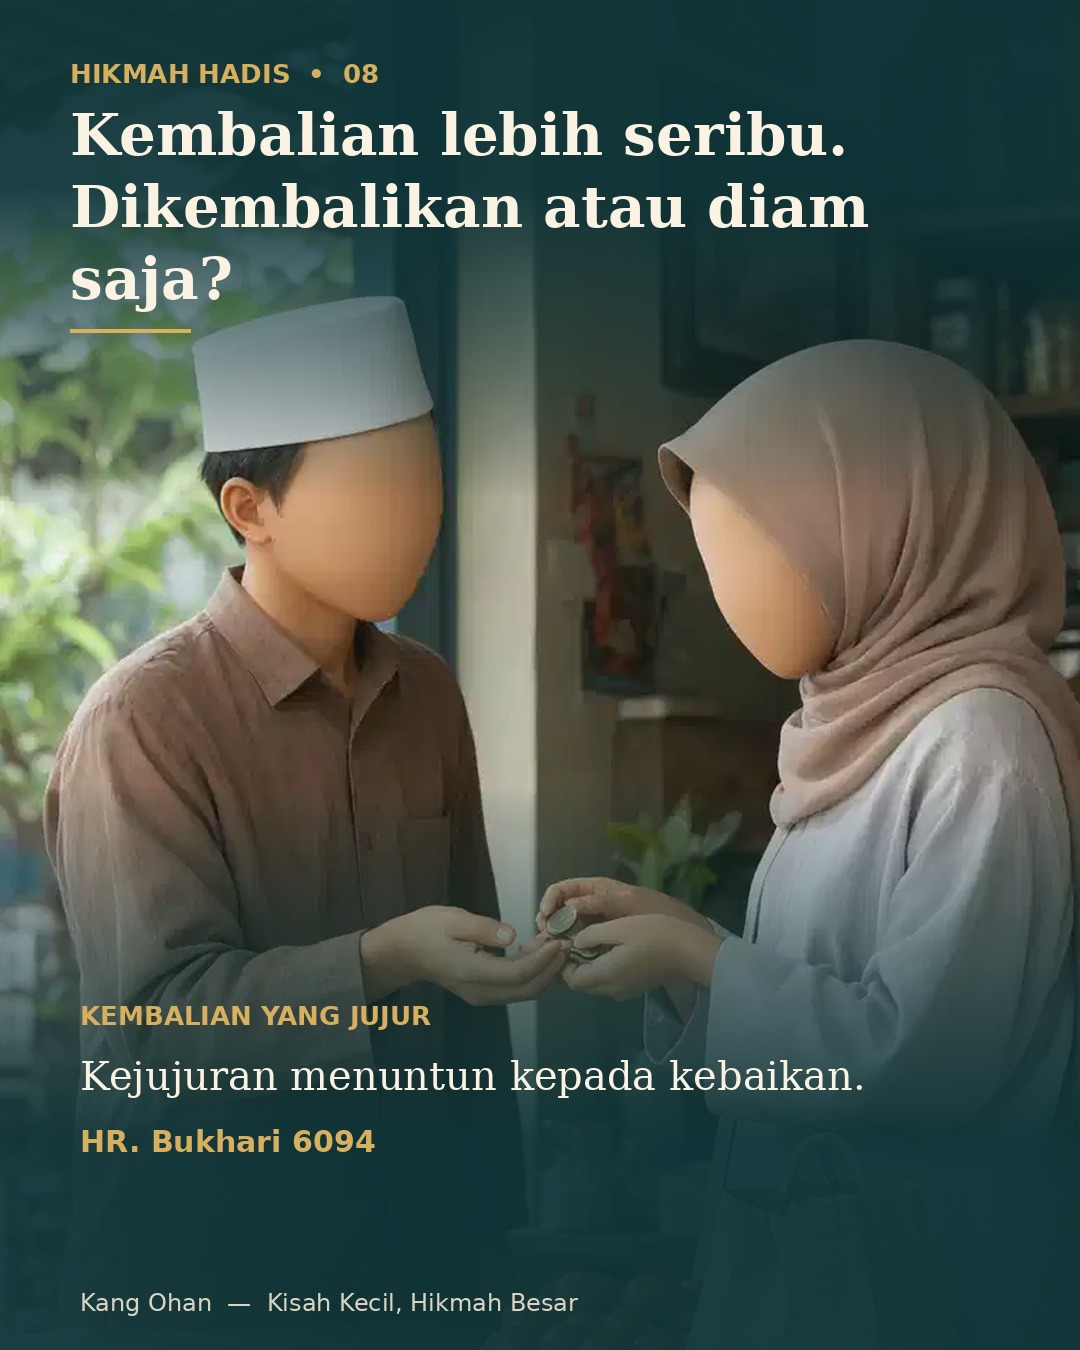 HIKMAH HADIS • 08
Kembalian lebih seribu.
Dikembalikan atau diam
saja?
KEMBALIAN YANG JUJUR
Kejujuran menuntun kepada kebaikan.
HR. Bukhari 6094
Kang Ohan — Kisah Kecil, Hikmah Besar